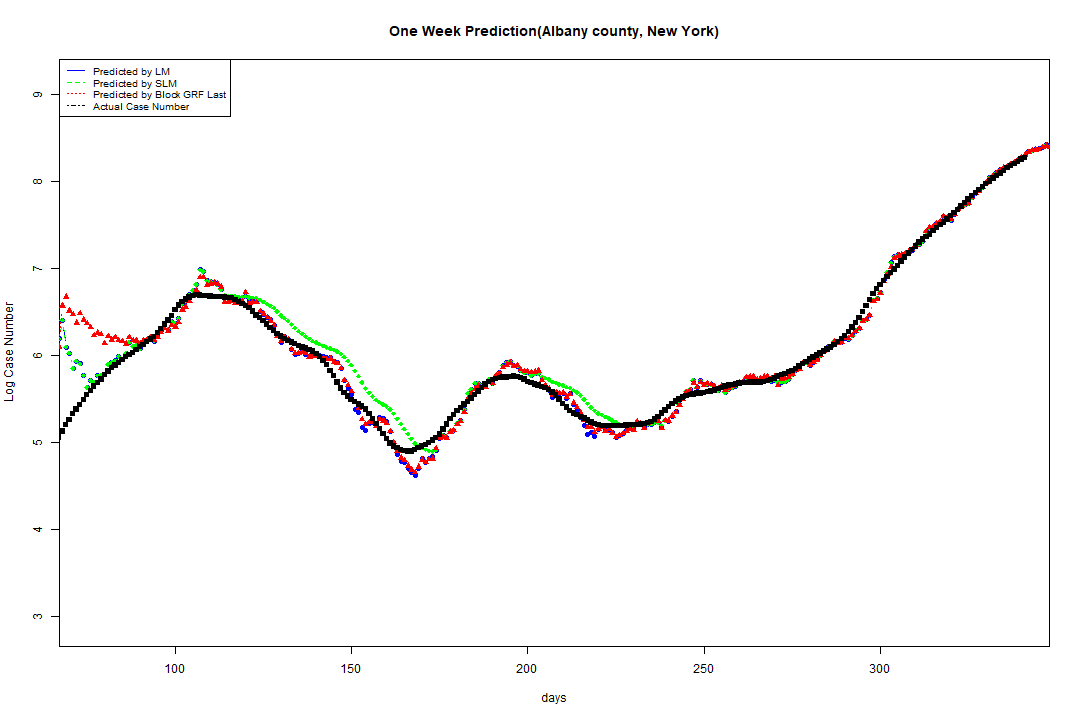 One Week Prediction(Albany county, New York)
Predicted by LM
Predicted by SLM
Predicted by Block GRF Last
Actual Case Number
9
8
7
6
5
4
3
Log Case Number
100 150 200 250 300
days